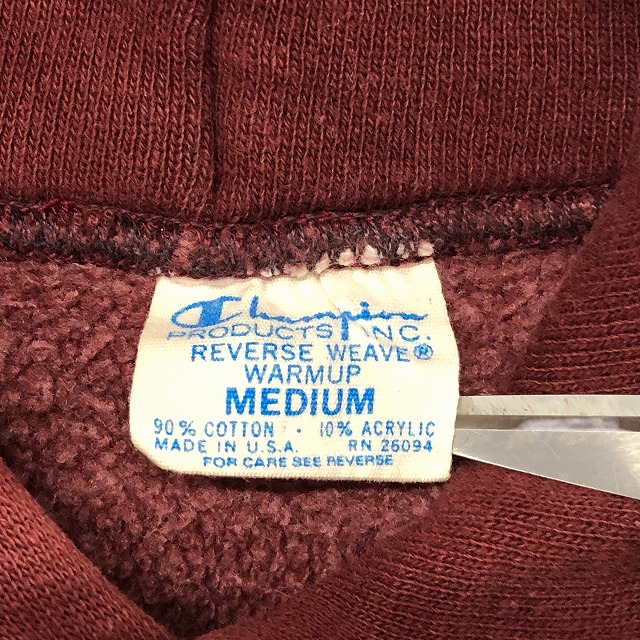 Champion
PRODUCTS INC.
REVERSE WEAVE®
WARMUP
MEDIUM
90% COTTON · 10% ACRYLIC
MADE IN U.S.A. RN 26094
FOR CARE SEE REVERSE